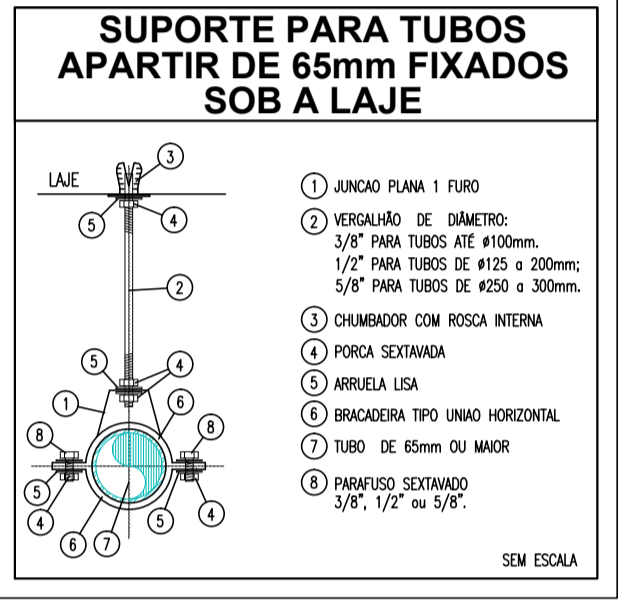 SUPORTE PARA TUBOS
APARTIR DE 65mm FIXADOS
SOB A LAJE
LAJE
3
5
4
2
5
4
1
6
8
8
5
4
5
4
6
7
1 JUNCAO PLANA 1 FURO
2 VERGALHÃO DE DIÂMETRO:
3/8" PARA TUBOS ATÉ ø100mm.
1/2" PARA TUBOS DE ø125 a 200mm;
5/8" PARA TUBOS DE ø250 a 300mm.
3 CHUMBADOR COM ROSCA INTERNA
4 PORCA SEXTAVADA
5 ARRUELA LISA
6 BRACADEIRA TIPO UNIAO HORIZONTAL
7 TUBO DE 65mm OU MAIOR
8 PARAFUSO SEXTAVADO
3/8", 1/2" ou 5/8".
SEM ESCALA